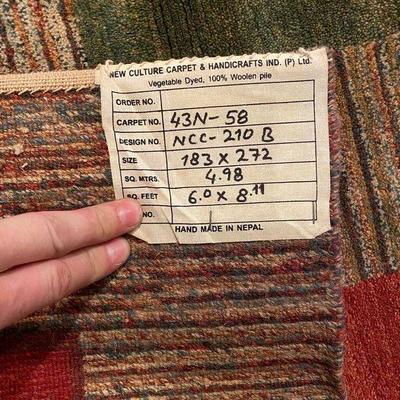 NEW CULTURE CARPET & HANDICRAFTS IND. (P) Ltd.
Vegetable Dyed, 100% Woolen pile
ORDER NO.
CARPET NO. 43N-58
DESIGN NO. NCC-210 B
SIZE 183 x 272
SQ. MTRS. 4.98
SQ. FEET 6.0 x 8.11
NO.
HAND MADE IN NEPAL